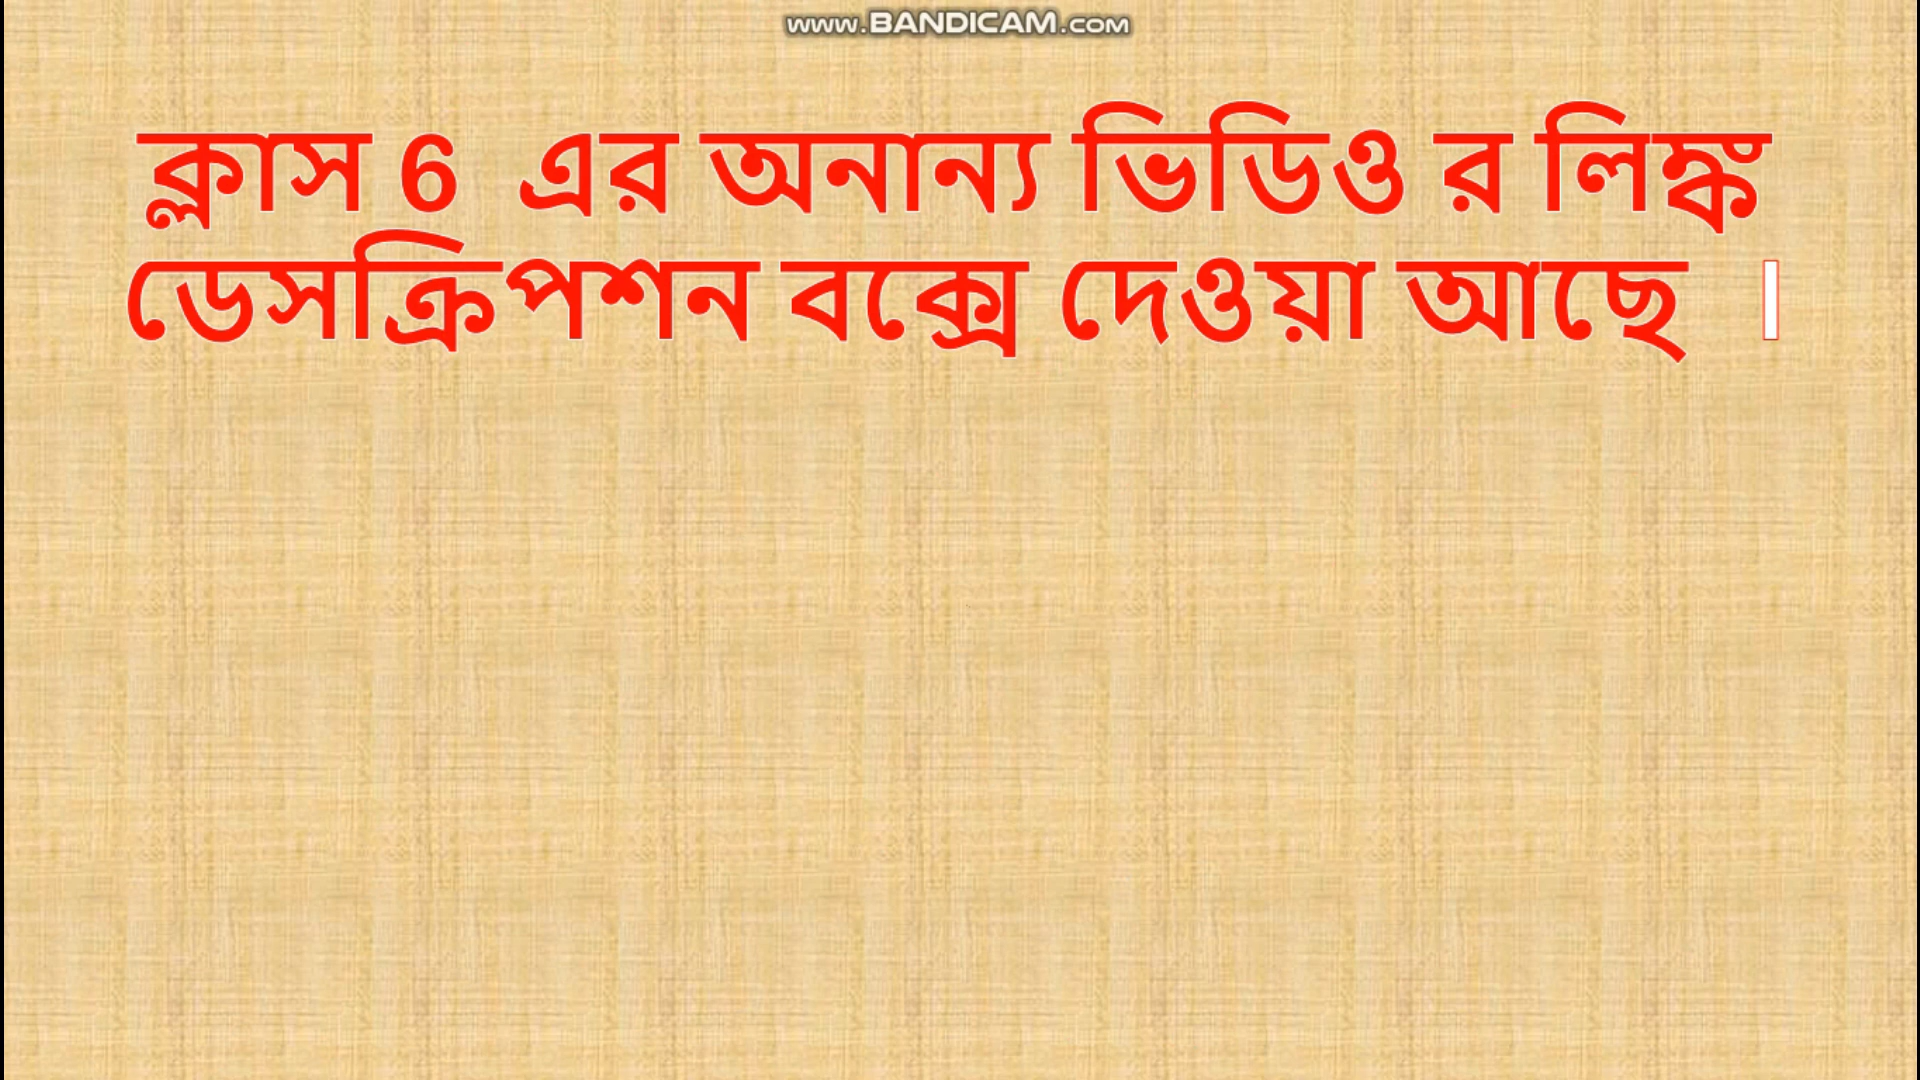 www.BANDICAM.com
ক্লাস 6 এর অনান্য ভিডিও র লিঙ্ক
ডেসক্রিপশন বক্সে দেওয়া আছে ।